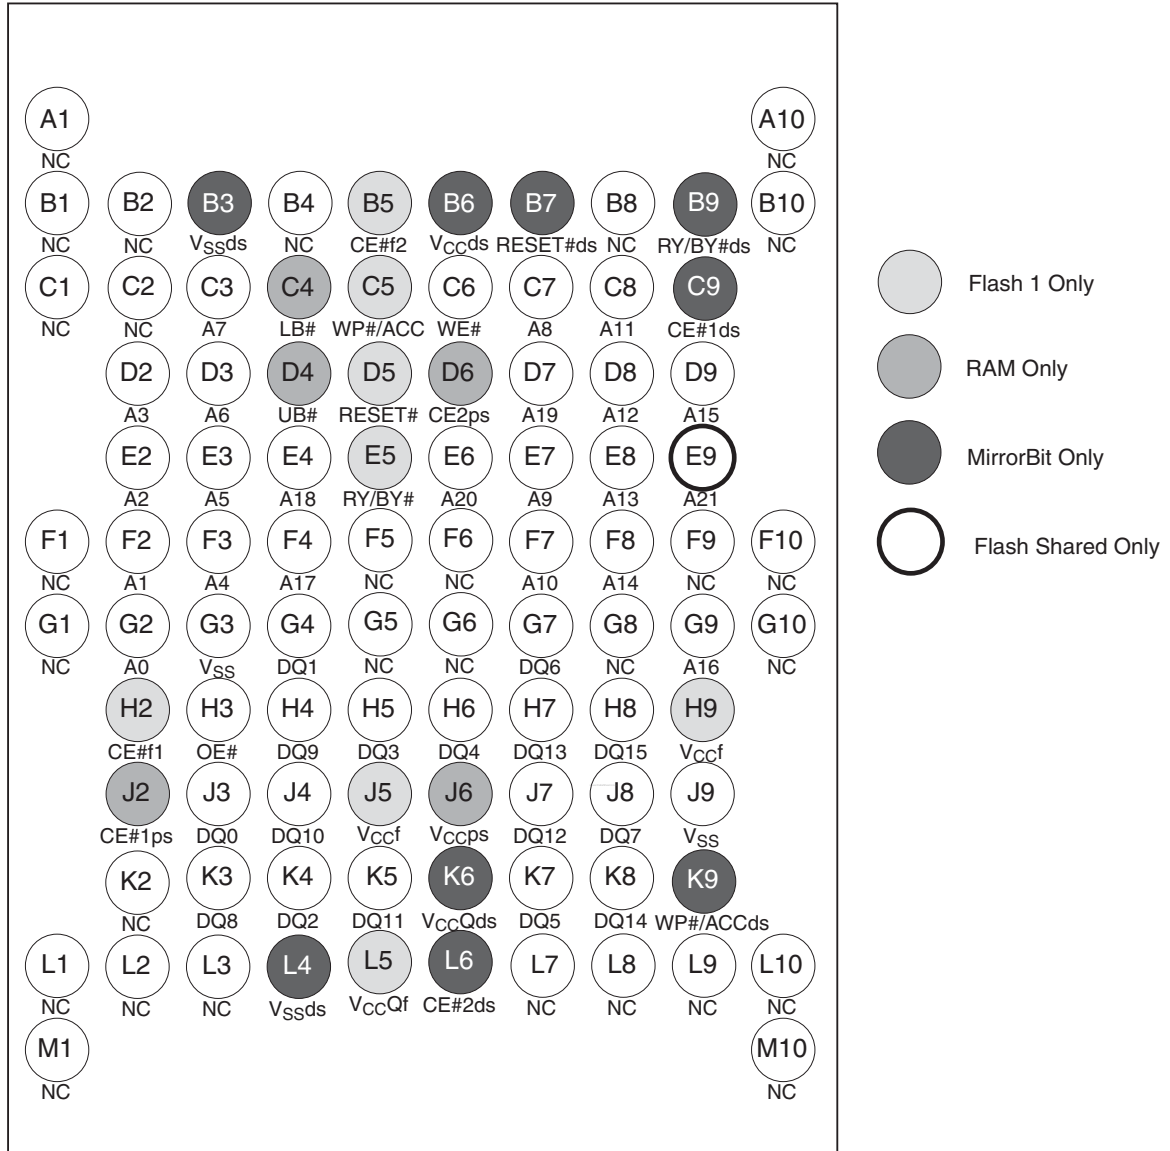 A1 A10
NC NC
B1 B2 B3 B4 B5 B6 B7 B8 B9 B10
NC NC VSSds NC CE#f2 VCCds RESET#ds NC RY/BY#ds NC
C1 C2 C3 C4 C5 C6 C7 C8 C9
NC NC A7 LB# WP#/ACC WE# A8 A11 CE#1ds
D2 D3 D4 D5 D6 D7 D8 D9
A3 A6 UB# RESET# CE2ps A19 A12 A15
E2 E3 E4 E5 E6 E7 E8 E9
A2 A5 A18 RY/BY# A20 A9 A13 A21
F1 F2 F3 F4 F5 F6 F7 F8 F9 F10
NC A1 A4 A17 NC NC A10 A14 NC NC
G1 G2 G3 G4 G5 G6 G7 G8 G9 G10
NC A0 VSS DQ1 NC NC DQ6 NC A16 NC
H2 H3 H4 H5 H6 H7 H8 H9
CE#f1 OE# DQ9 DQ3 DQ4 DQ13 DQ15 VCCf
J2 J3 J4 J5 J6 J7 J8 J9
CE#1ps DQ0 DQ10 VCCf VCCps DQ12 DQ7 VSS
K2 K3 K4 K5 K6 K7 K8 K9
NC DQ8 DQ2 DQ11 VCCQds DQ5 DQ14 WP#/ACCds
L1 L2 L3 L4 L5 L6 L7 L8 L9 L10
NC NC NC VSSds VCCQf CE#2ds NC NC NC NC
M1 M10
NC NC
Flash 1 Only
RAM Only
MirrorBit Only
Flash Shared Only